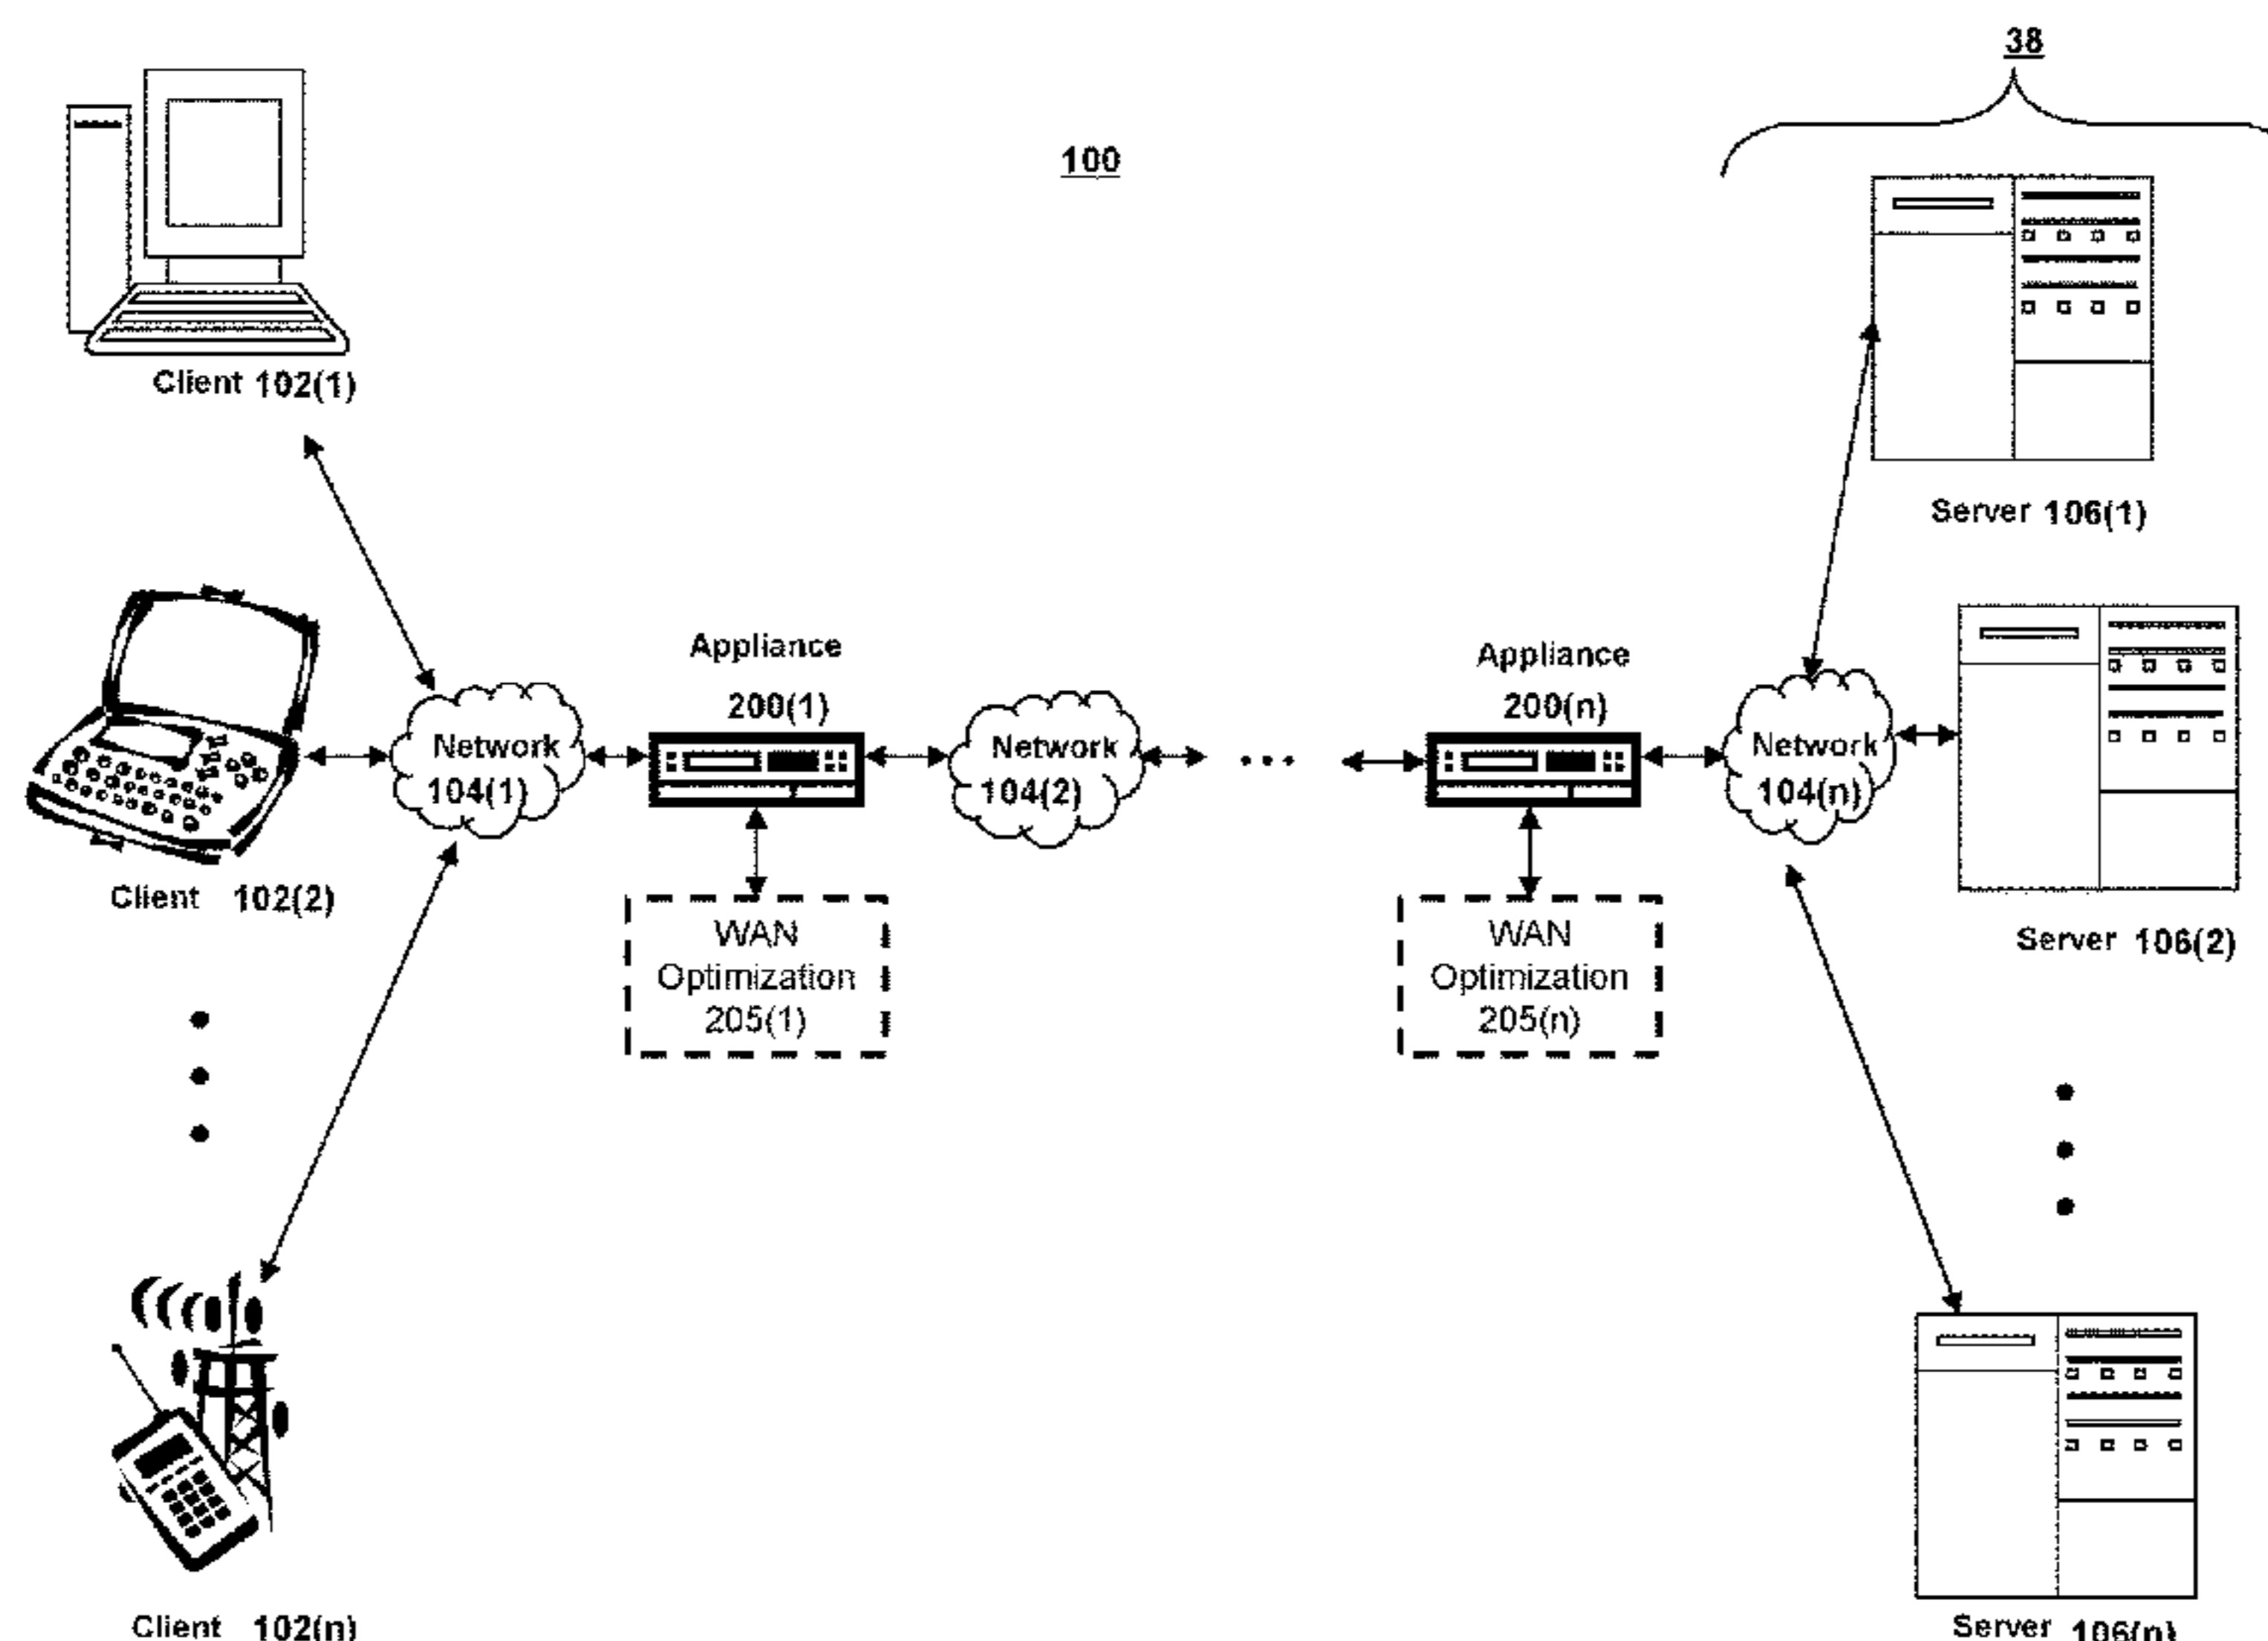 38
100
Client 102(1)
Server 106(1)
Appliance
200(1)
Appliance
200(n)
Network
104(1)
Network
104(2)
...
Network
104(n)
Client 102(2)
WAN
Optimization
205(1)
WAN
Optimization
205(n)
Server 106(2)
Client 102(n)
Server 106(n)